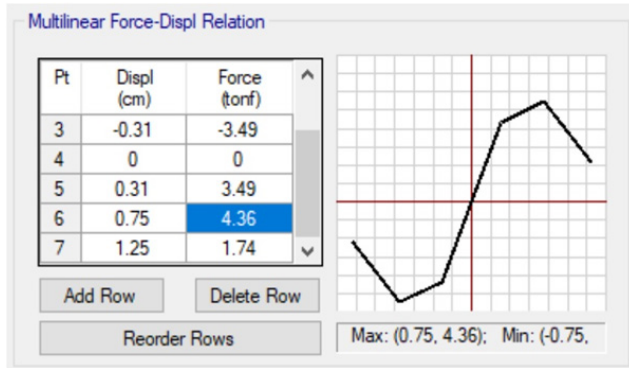 Multilinear Force-Displ Relation
Pt Displ (cm) Force (tonf)
3 -0.31 -3.49
4 0 0
5 0.31 3.49
6 0.75 4.36
7 1.25 1.74
Add Row Delete Row
Reorder Rows
Max: (0.75, 4.36); Min: (-0.75,